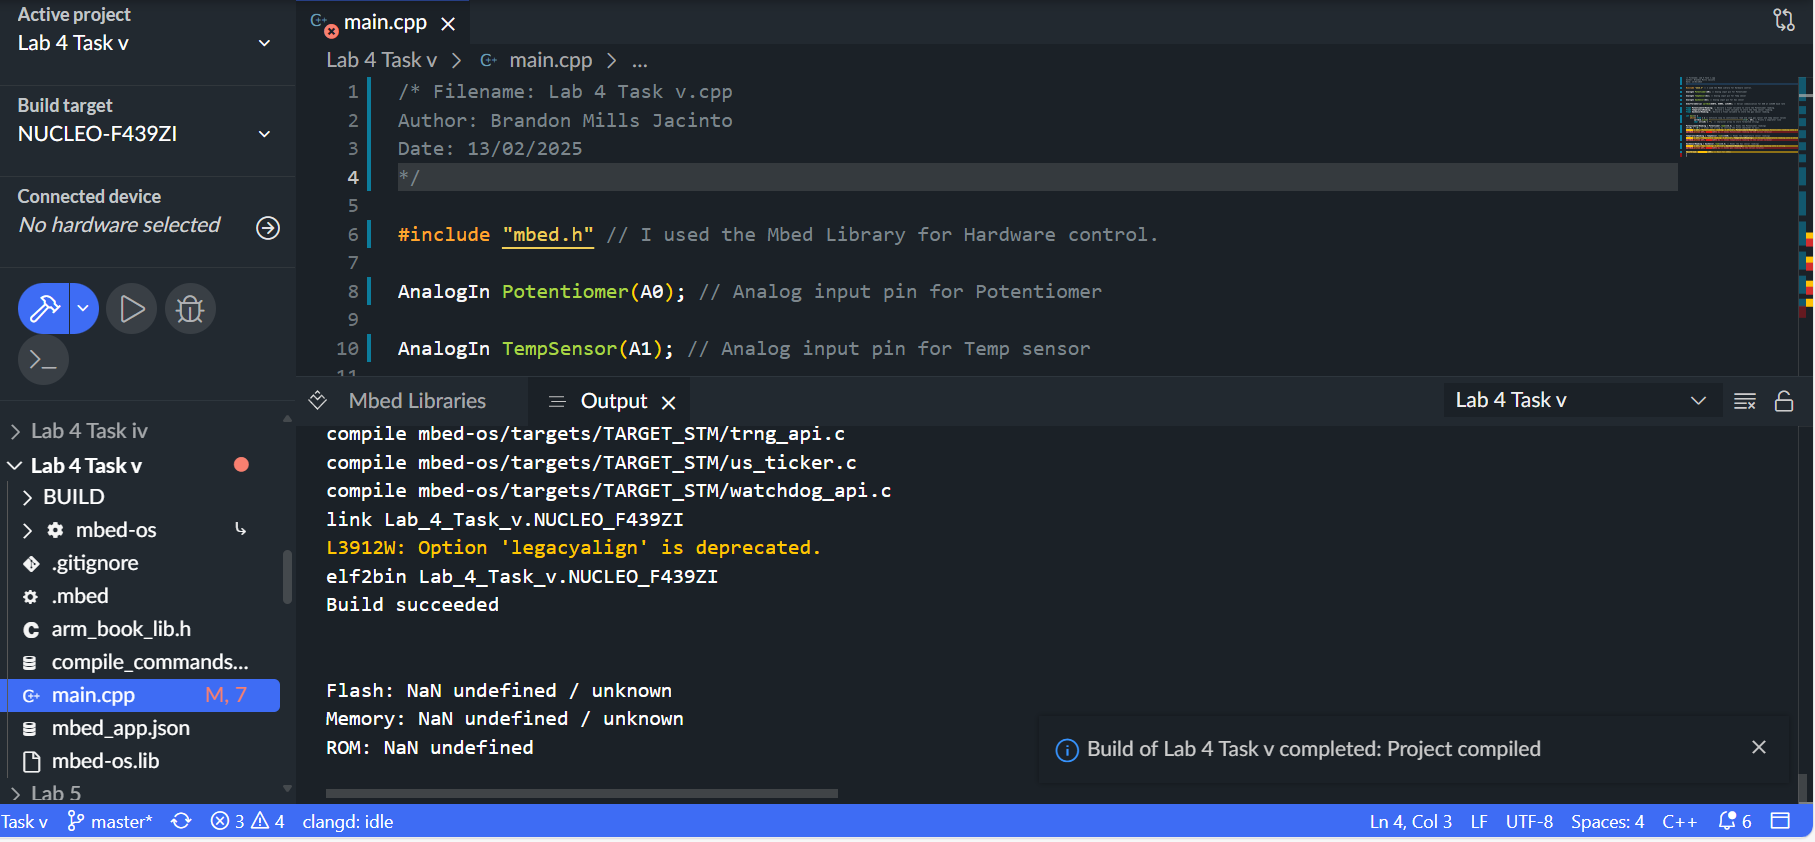 Active project
Lab 4 Task v
Build target
NUCLEO-F439ZI
Connected device
No hardware selected
Lab 4 Task iv
Lab 4 Task v
BUILD
mbed-os
.gitignore
.mbed
arm_book_lib.h
compile_commands...
main.cpp M, 7
mbed_app.json
mbed-os.lib
Lab 5
main.cpp
Lab 4 Task v > main.cpp > ...
1 /* Filename: Lab 4 Task v.cpp
2 Author: Brandon Mills Jacinto
3 Date: 13/02/2025
4 */
5
6 #include "mbed.h" // I used the Mbed Library for Hardware control.
7
8 AnalogIn Potentiomer(A0); // Analog input pin for Potentiomer
9
10 AnalogIn TempSensor(A1); // Analog input pin for Temp sensor
11
Mbed Libraries
Output
Lab 4 Task v
compile mbed-os/targets/TARGET_STM/trng_api.c
compile mbed-os/targets/TARGET_STM/us_ticker.c
compile mbed-os/targets/TARGET_STM/watchdog_api.c
link Lab_4_Task_v.NUCLEO_F439ZI
L3912W: Option 'legacyalign' is deprecated.
elf2bin Lab_4_Task_v.NUCLEO_F439ZI
Build succeeded
Flash: NaN undefined / unknown
Memory: NaN undefined / unknown
ROM: NaN undefined
Build of Lab 4 Task v completed: Project compiled
Task v master* 3 4 clangd: idle
Ln 4, Col 3 LF UTF-8 Spaces: 4 C++ 6